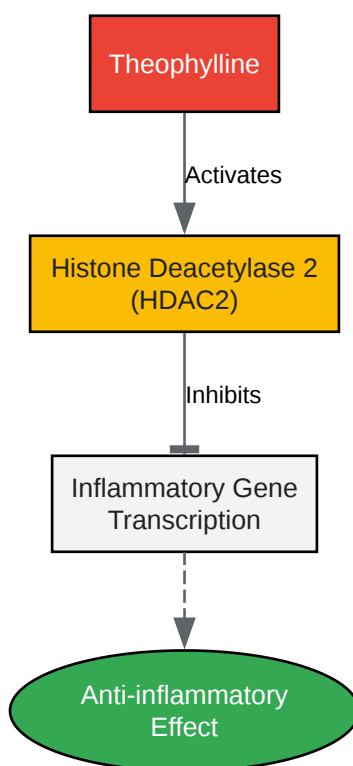 Theophylline
Activates
Histone Deacetylase 2
(HDAC2)
Inhibits
Inflammatory Gene
Transcription
Anti-inflammatory
Effect